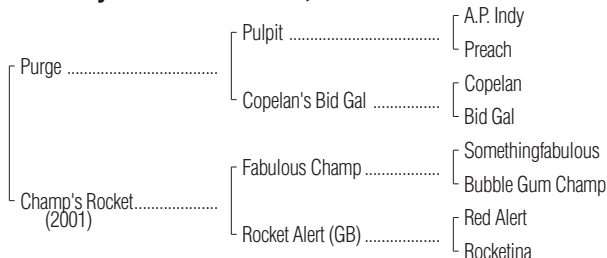 A.P. Indy
Pulpit
Preach
Purge
Copelan
Copelan's Bid Gal
Bid Gal
Somethingfabulous
Fabulous Champ
Bubble Gum Champ
Champ's Rocket
(2001)
Red Alert
Rocket Alert (GB)
Rocketina